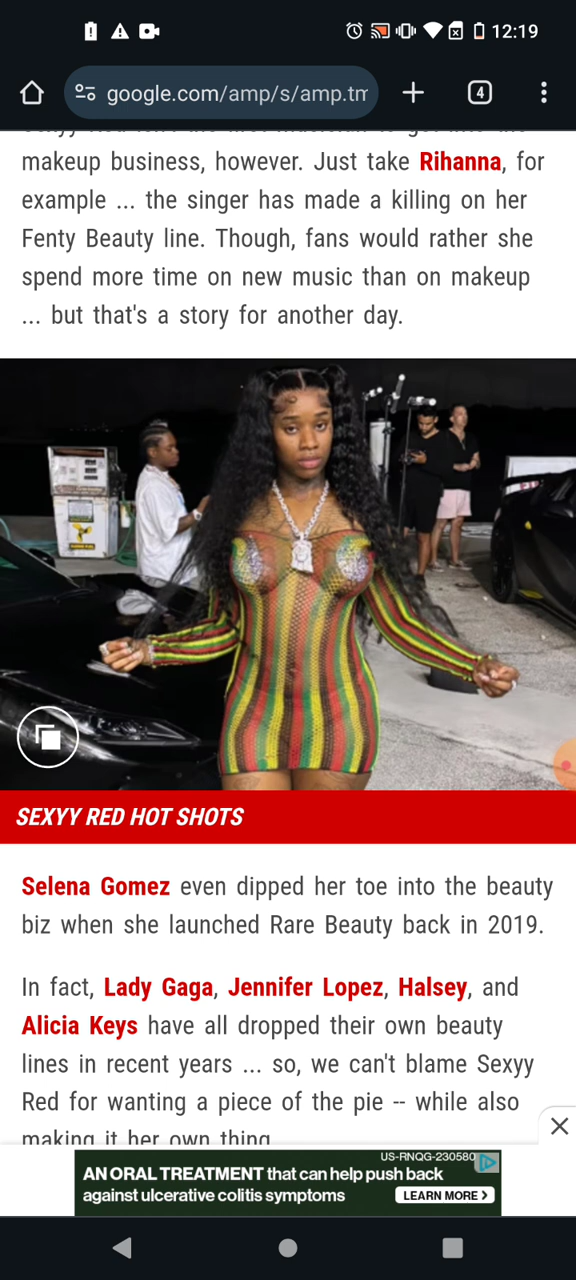 12:19
google.com/amp/s/amp.tm
4
makeup business, however. Just take Rihanna, for
example ... the singer has made a killing on her
Fenty Beauty line. Though, fans would rather she
spend more time on new music than on makeup
... but that's a story for another day.
SEXYY RED HOT SHOTS
Selena Gomez even dipped her toe into the beauty
biz when she launched Rare Beauty back in 2019.
In fact, Lady Gaga, Jennifer Lopez, Halsey, and
Alicia Keys have all dropped their own beauty
lines in recent years ... so, we can't blame Sexyy
Red for wanting a piece of the pie -- while also
making it her own thing
US-RNQG-230580
AN ORAL TREATMENT that can help push back
against ulcerative colitis symptoms
LEARN MORE >